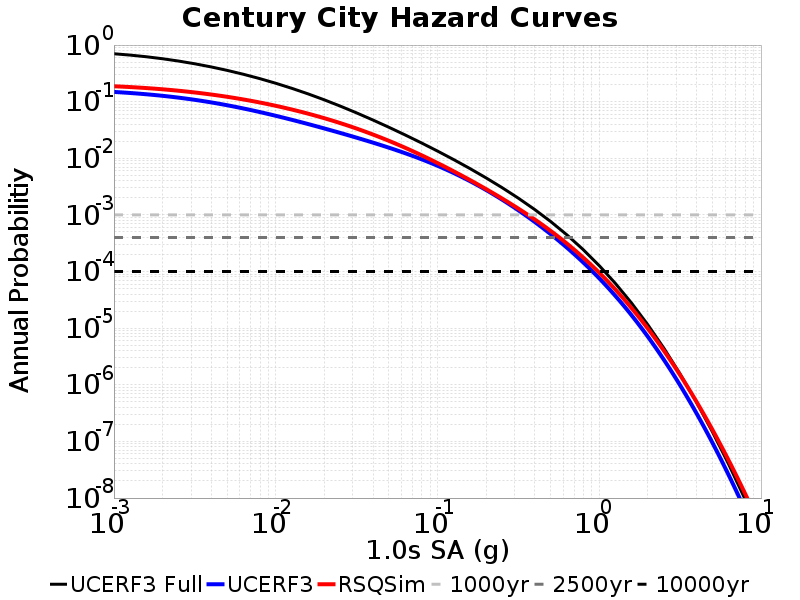 Century City Hazard Curves
10^0
10^-1
10^-2
10^-3
10^-4
10^-5
10^-6
10^-7
10^-8
Annual Probabilitiy
10^-3 10^-2 10^-1 10^0 10^1
1.0s SA (g)
UCERF3 Full UCERF3 RSQSim 1000yr 2500yr 10000yr